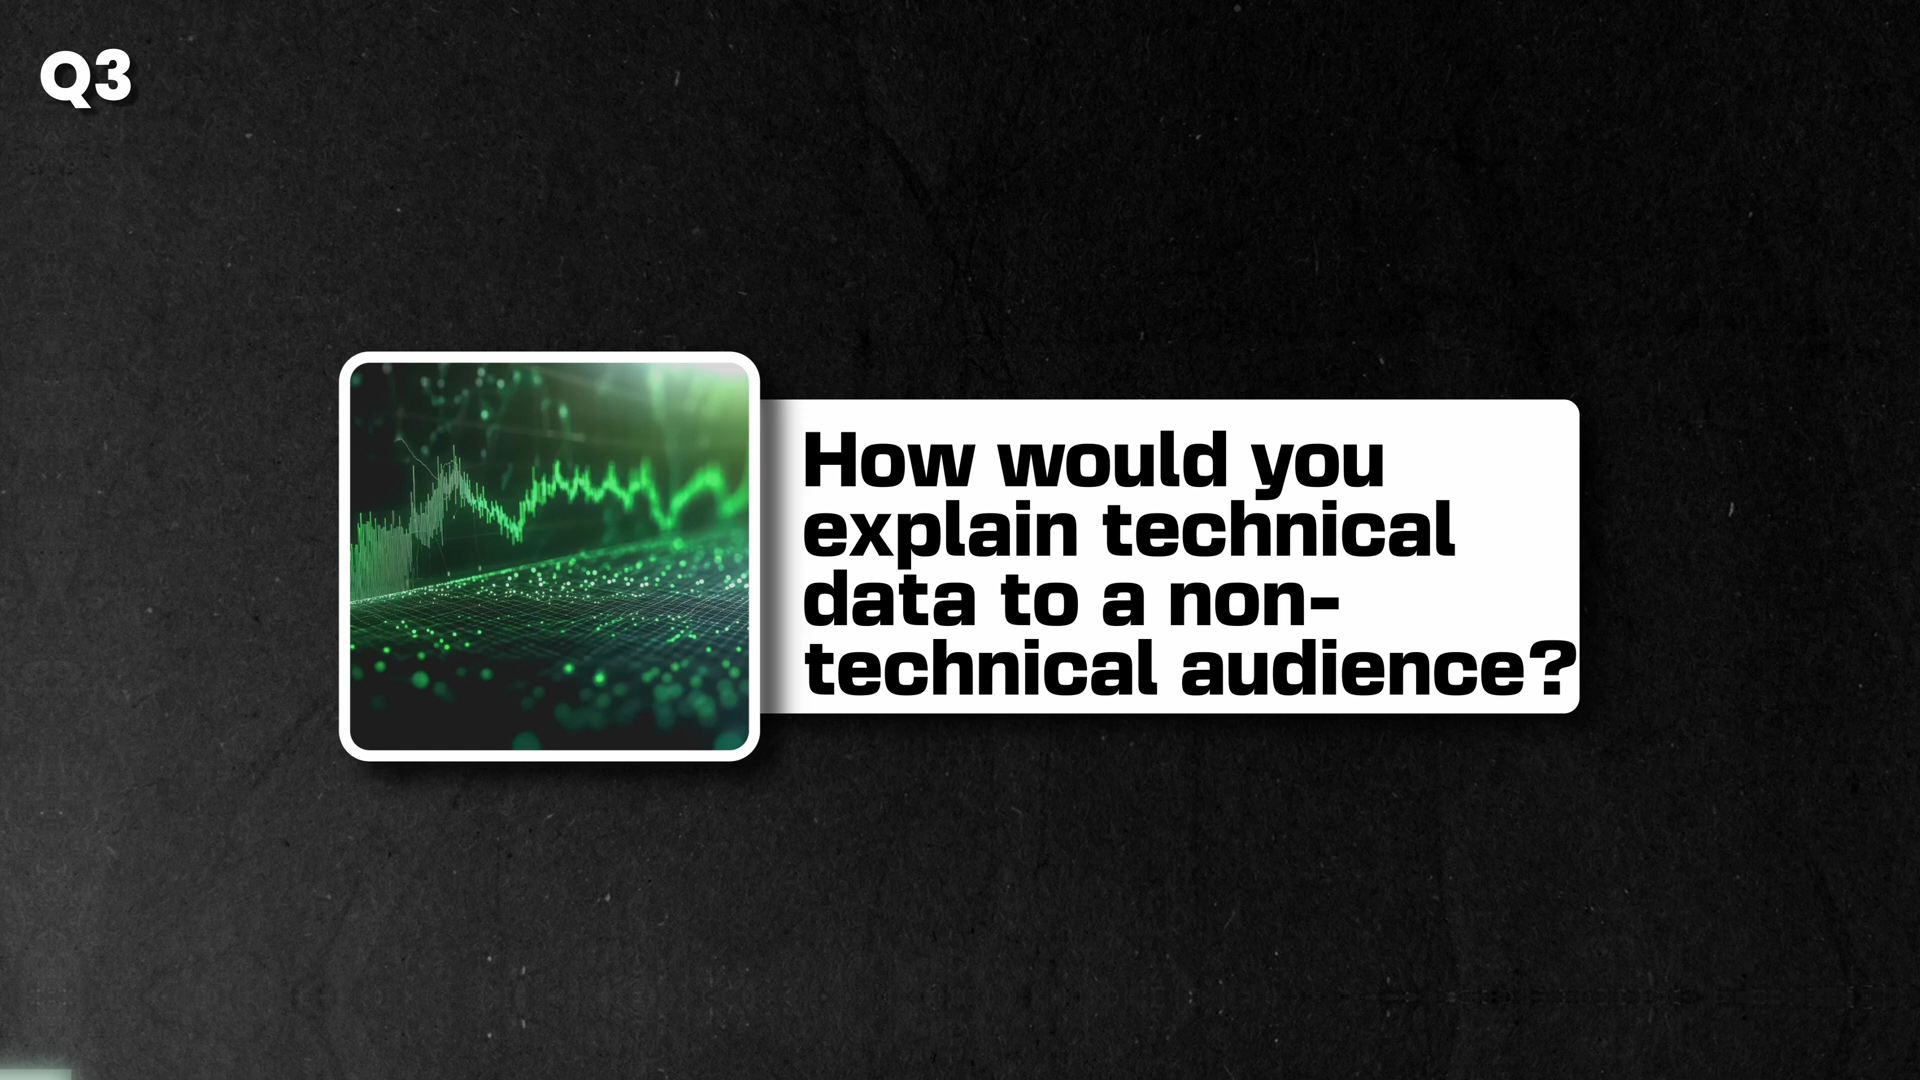 Q3
How would you
explain technical
data to a non-
technical audience?